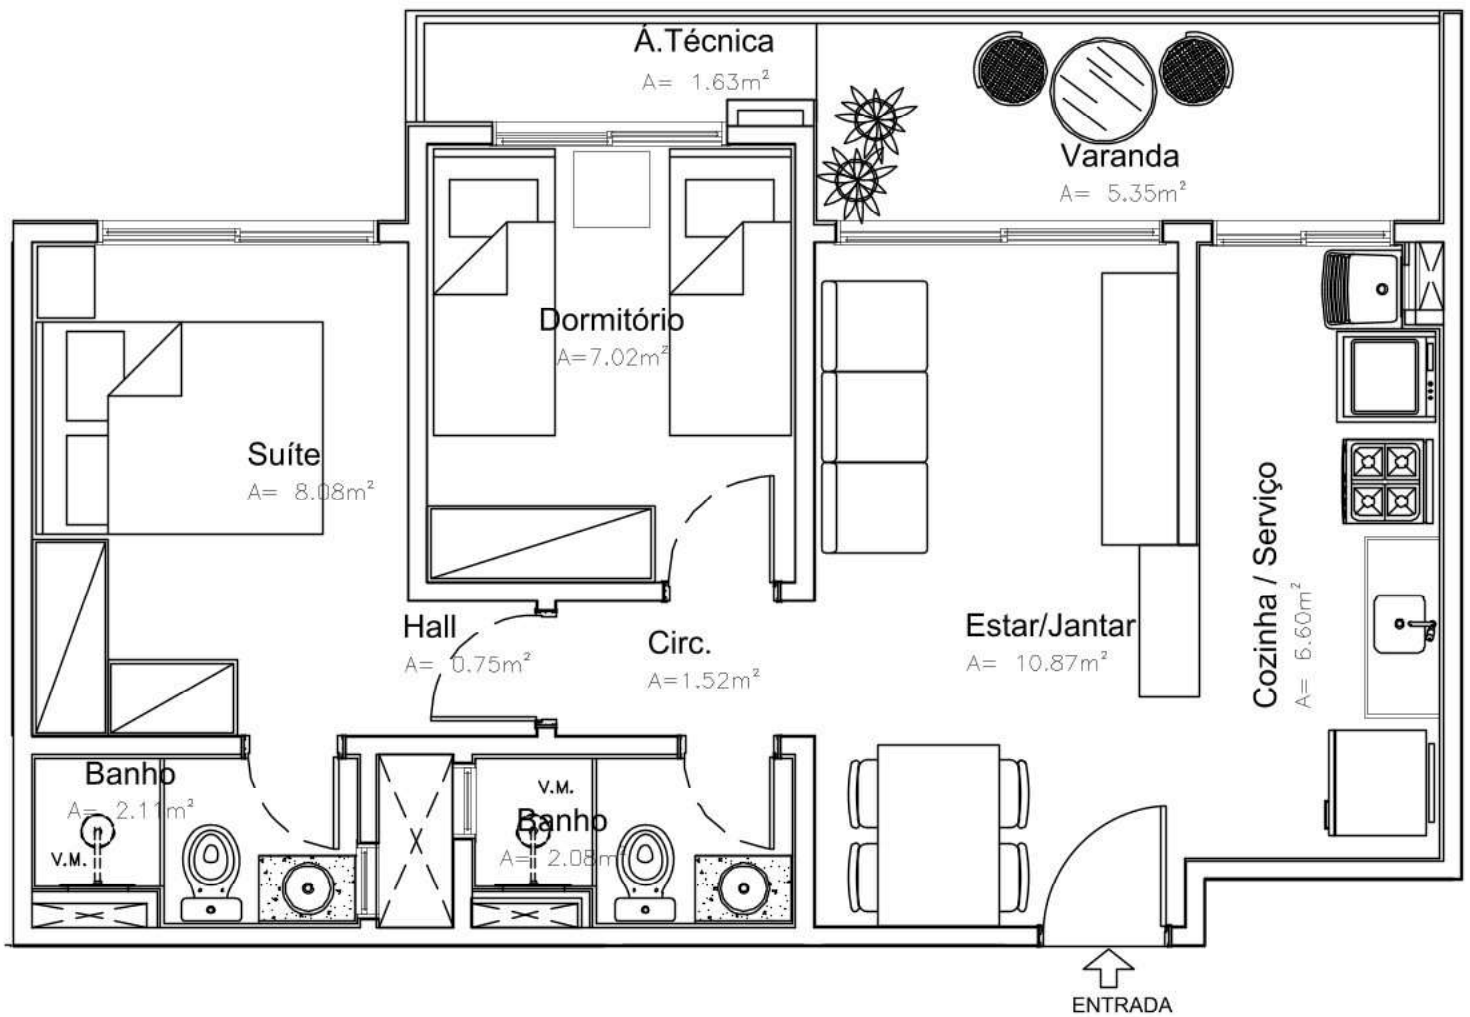 Á.Técnica
A= 1.63m²
Varanda
A= 5.35m²
Dormitório
A=7.02m²
Suíte
A= 8.08m²
Hall
A= 0.75m²
Circ.
A=1.52m²
Estar/Jantar
A= 10.87m²
Cozinha / Serviço
A= 6.60m²
Banho
A= 2.11m²
V.M.
V.M.
Banho
A= 2.08m²
ENTRADA